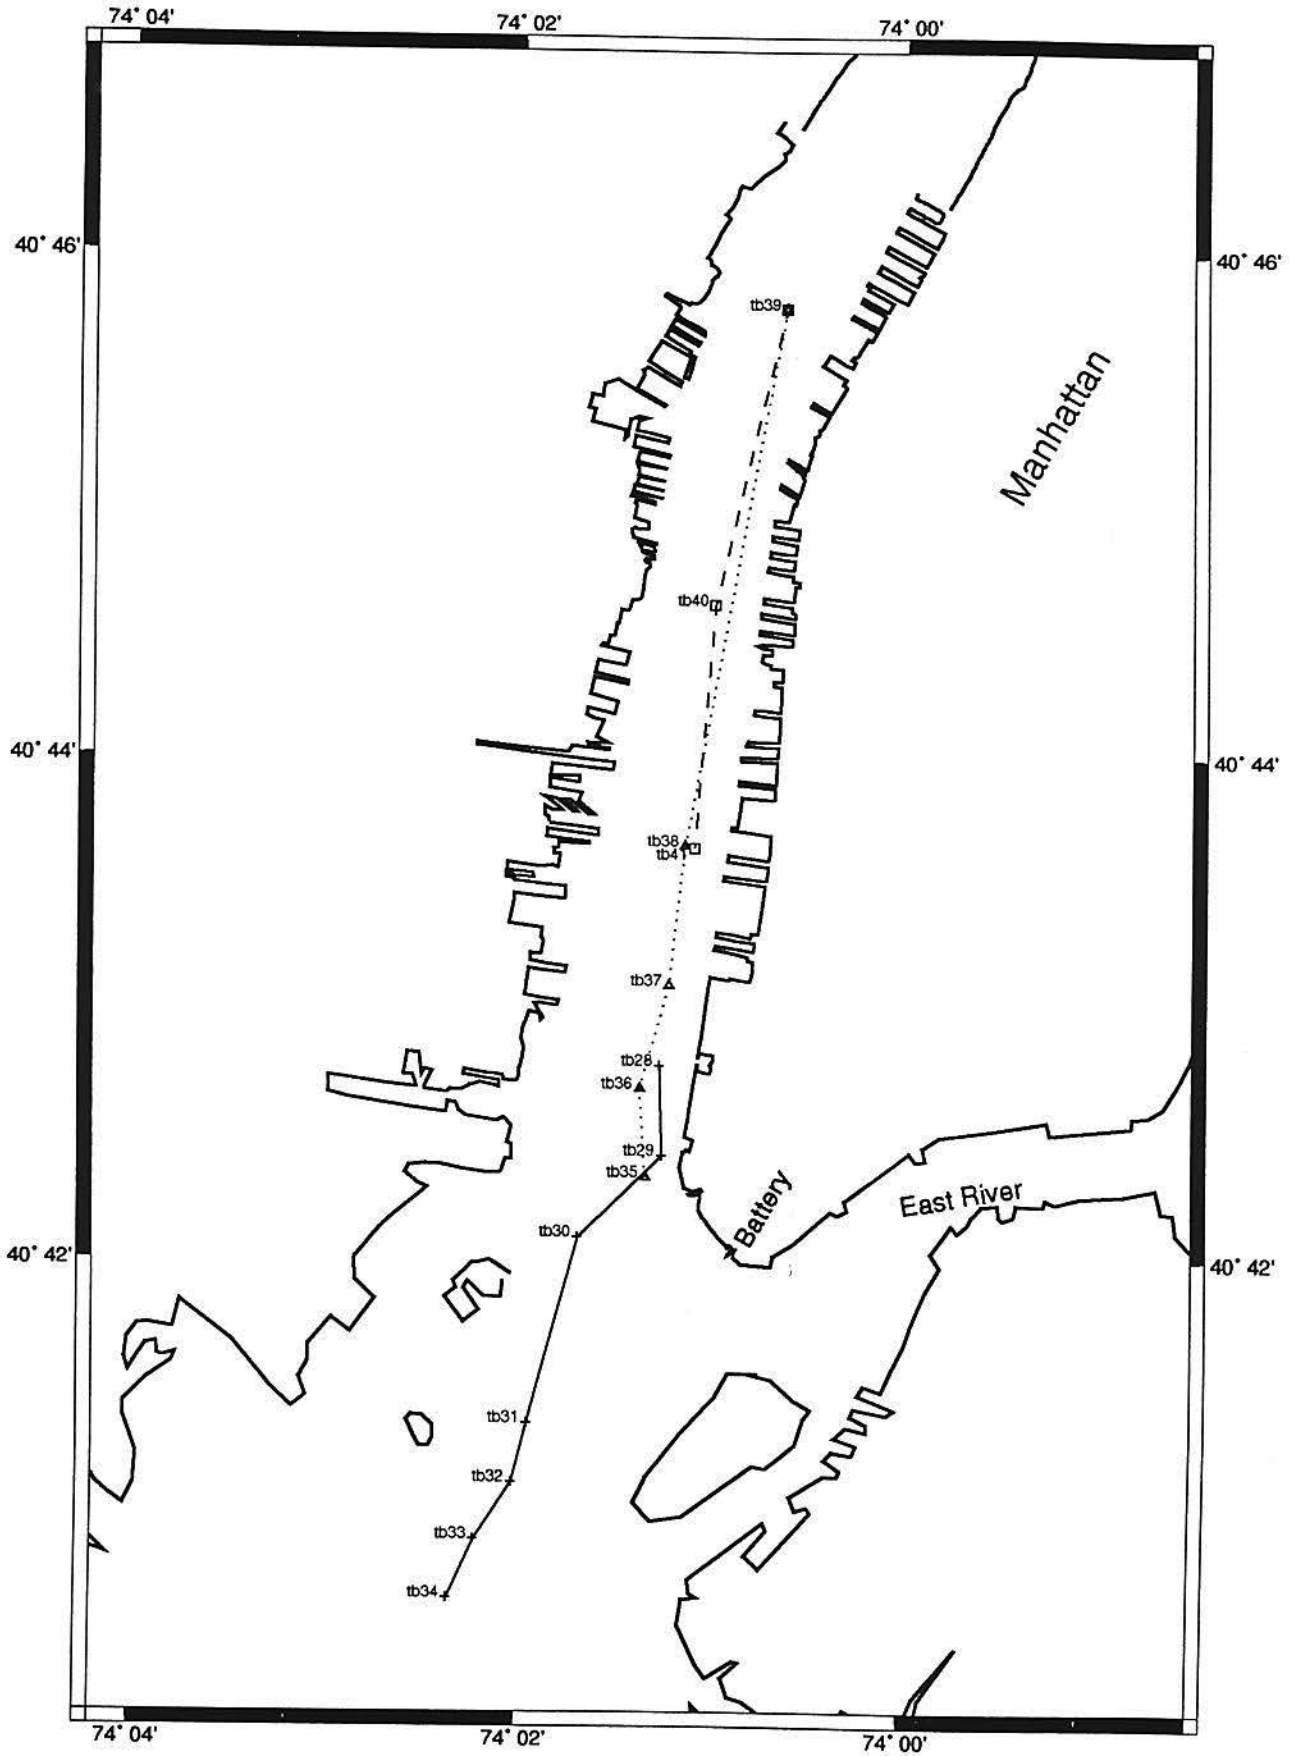 74° 04'
74° 02'
74° 00'
40° 46'
40° 46'
tb39
Manhattan
tb40
40° 44'
40° 44'
tb38
tb4
tb37
tb28
tb36
tb29
tb35
Battery
East River
tb30
40° 42'
40° 42'
tb31
tb32
tb33
tb34
74° 04'
74° 02'
74° 00'